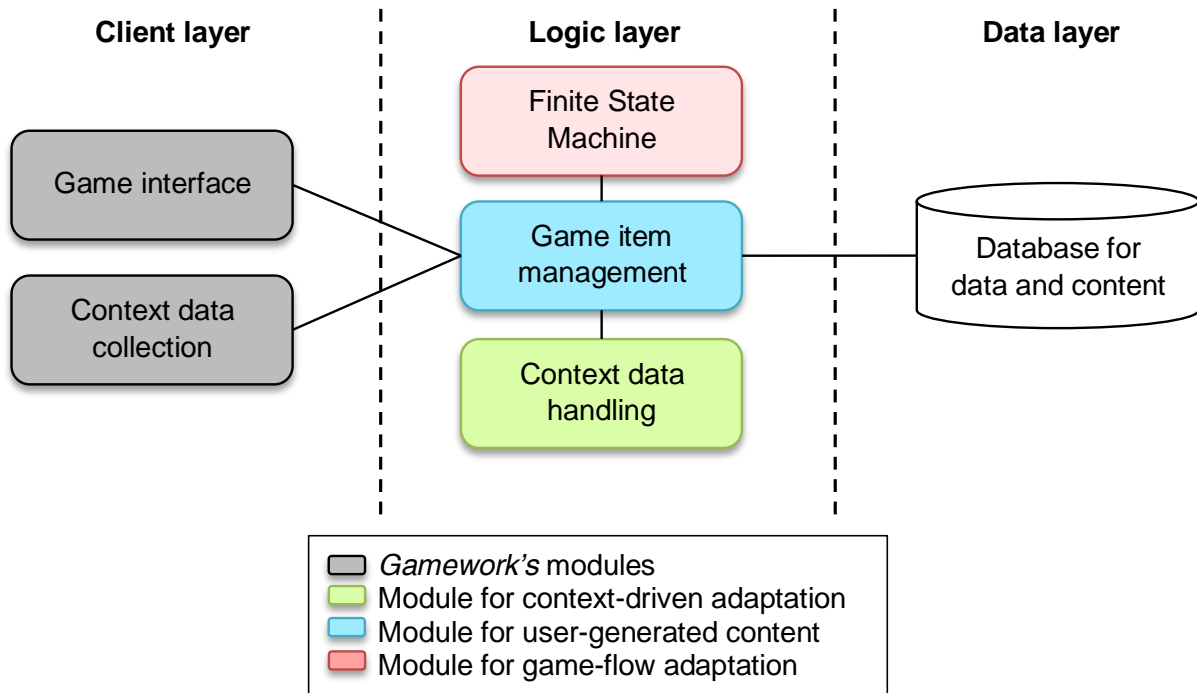 Client layer
Logic layer
Data layer
Finite State
Machine
Game interface
Game item
management
Database for
data and content
Context data
collection
Context data
handling
Gamework's modules
Module for context-driven adaptation
Module for user-generated content
Module for game-flow adaptation